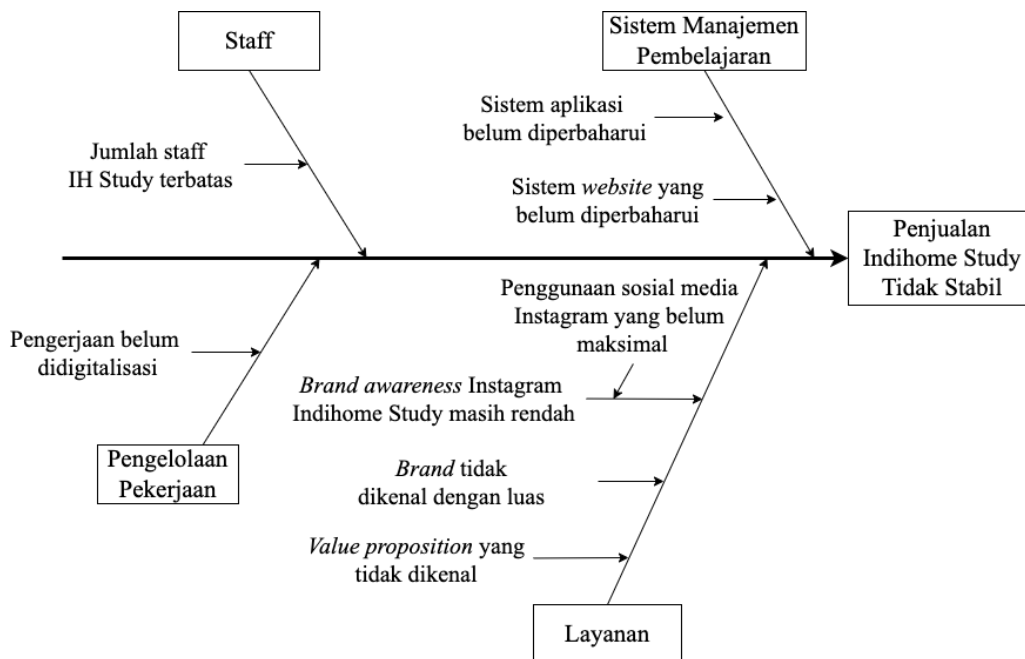 Staff
Sistem Manajemen
Pembelajaran
Sistem aplikasi
belum diperbaharui
Jumlah staff
IH Study terbatas
Sistem website yang
belum diperbaharui
Penjualan
Indihome Study
Tidak Stabil
Penggunaan sosial media
Instagram yang belum
maksimal
Pengerjaan belum
didigitalisasi
Brand awareness Instagram
Indihome Study masih rendah
Pengelolaan
Pekerjaan
Brand tidak
dikenal dengan luas
Value proposition yang
tidak dikenal
Layanan